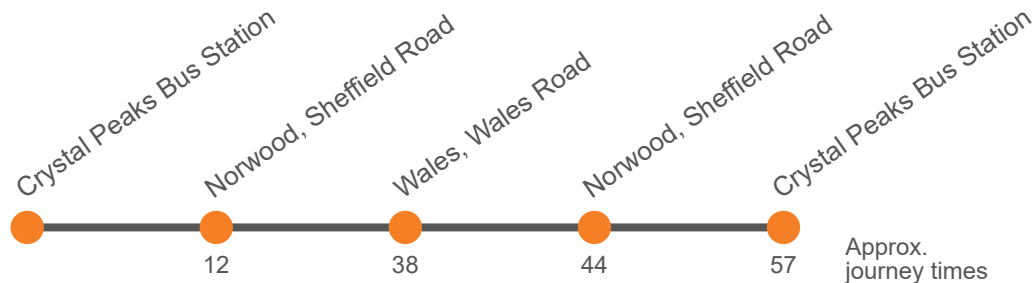 Crystal Peaks Bus Station
Norwood, Sheffield Road
Wales, Wales Road
Norwood, Sheffield Road
Crystal Peaks Bus Station
12
38
44
57
Approx.
journey times